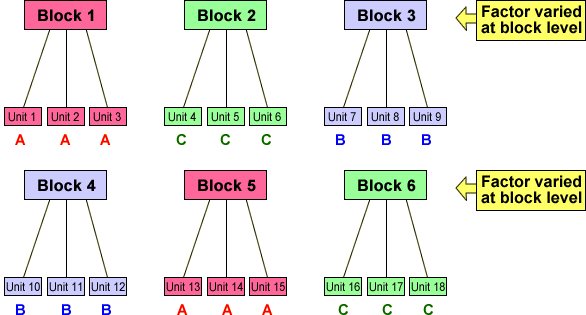 Block 1 Block 2 Block 3 Factor varied
at block level
Unit 1 Unit 2 Unit 3 Unit 4 Unit 5 Unit 6 Unit 7 Unit 8 Unit 9
A A A C C C B B B
Block 4 Block 5 Block 6 Factor varied
at block level
Unit 10 Unit 11 Unit 12 Unit 13 Unit 14 Unit 15 Unit 16 Unit 17 Unit 18
B B B A A A C C C